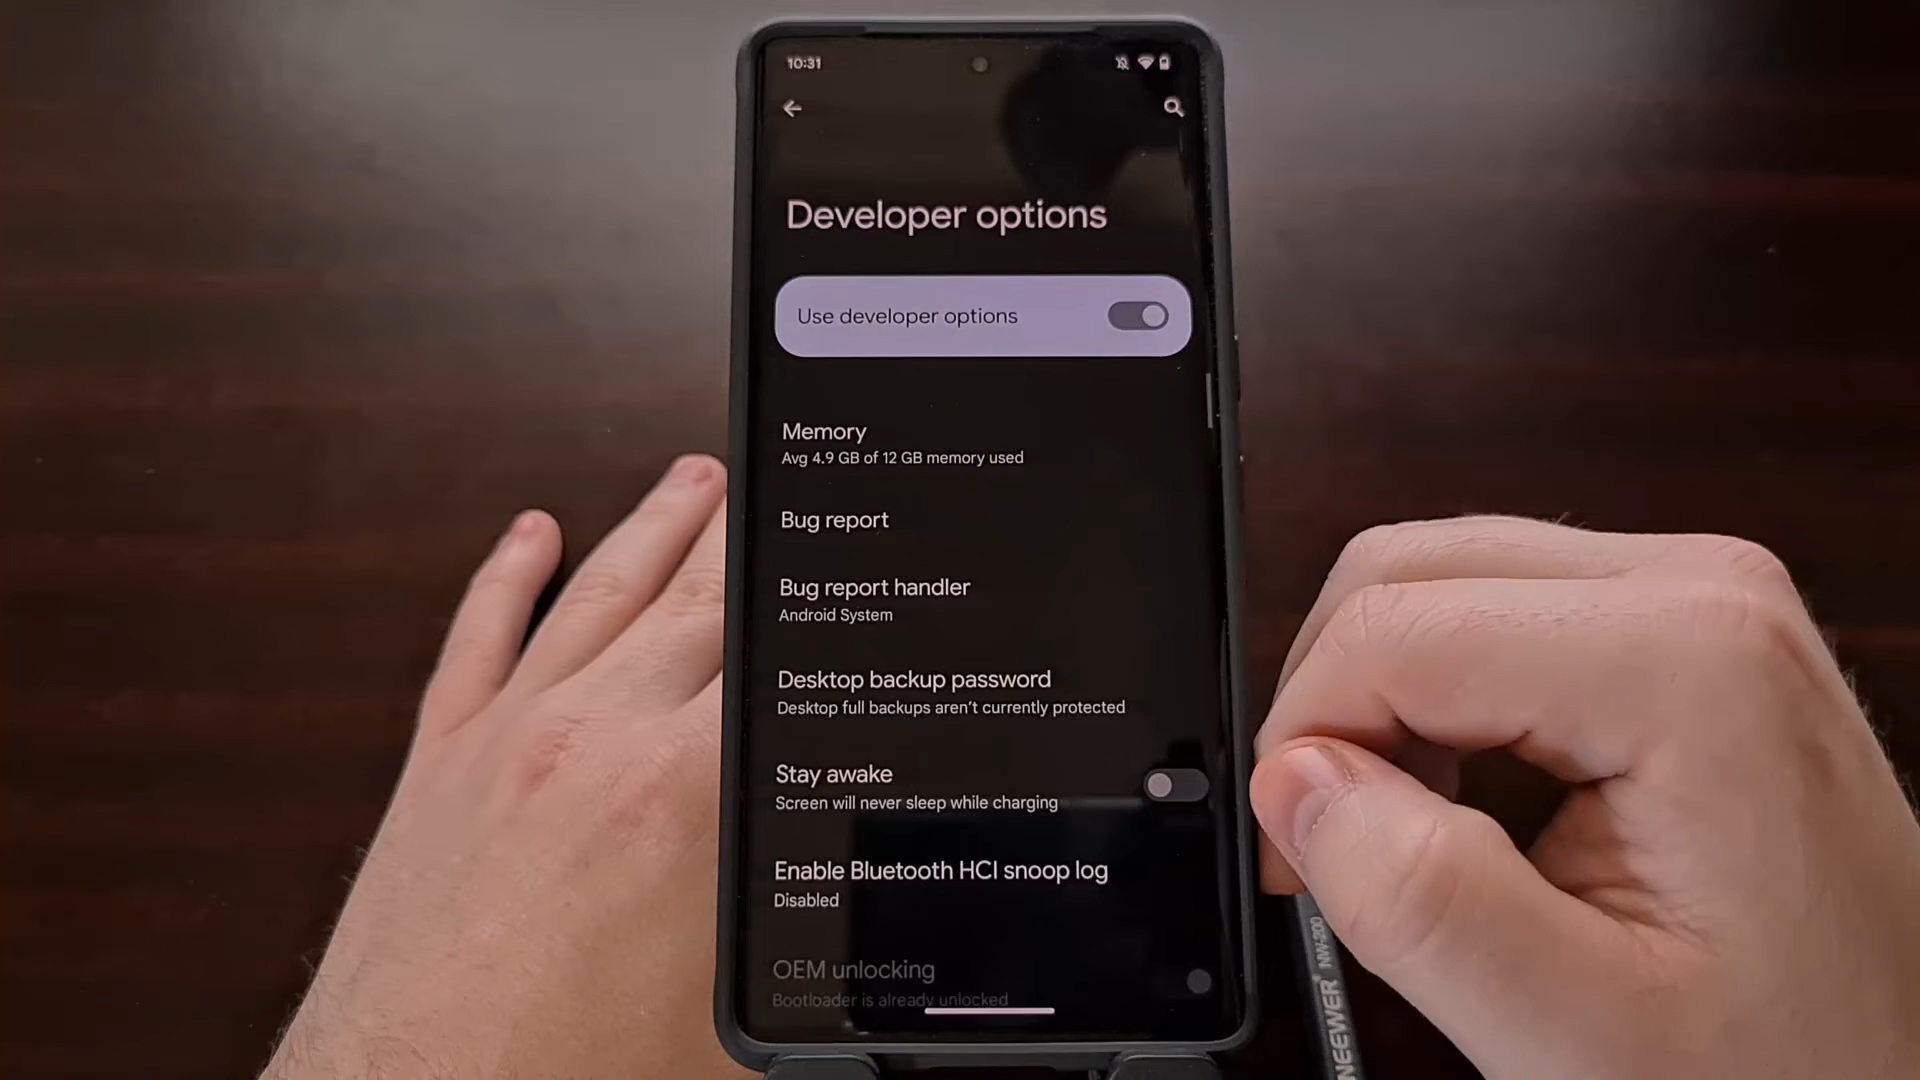 10:31
Developer options
Use developer options
Memory
Avg 4.9 GB of 12 GB memory used
Bug report
Bug report handler
Android System
Desktop backup password
Desktop full backups aren't currently protected
Stay awake
Screen will never sleep while charging
Enable Bluetooth HCI snoop log
Disabled
OEM unlocking
Bootloader is already unlocked
NEEWER® NW-200